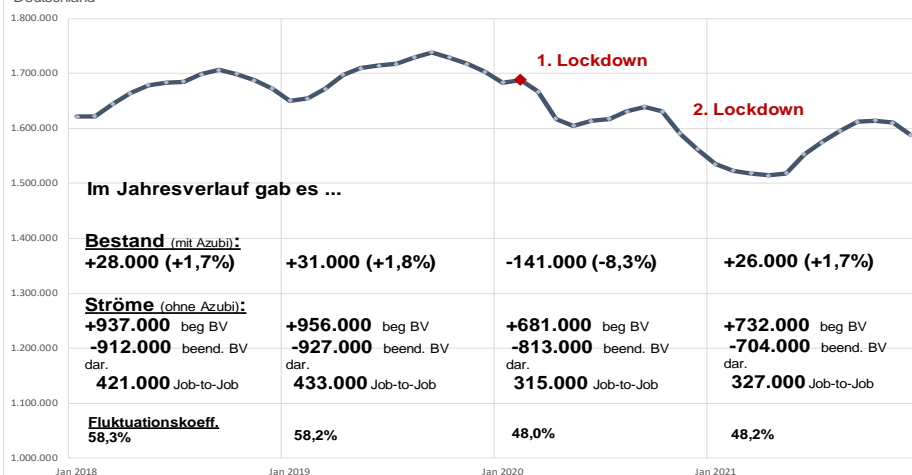 Deutschland
1.800.000
1.700.000
1.600.000
1.500.000
1.400.000
1.300.000
1.200.000
1.100.000
1.000.000
1. Lockdown
2. Lockdown
Im Jahresverlauf gab es ...
Bestand (mit Azubi):
+28.000 (+1,7%) +31.000 (+1,8%) -141.000 (-8,3%) +26.000 (+1,7%)
Ströme (ohne Azubi):
+937.000 beg BV +956.000 beg BV +681.000 beg BV +732.000 beg BV
-912.000 beend. BV -927.000 beend. BV -813.000 beend. BV -704.000 beend. BV
dar. dar. dar. dar.
421.000 Job-to-Job 433.000 Job-to-Job 315.000 Job-to-Job 327.000 Job-to-Job
Fluktuationskoeff.
58,3% 58,2% 48,0% 48,2%
Jan 2018 Jan 2019 Jan 2020 Jan 2021